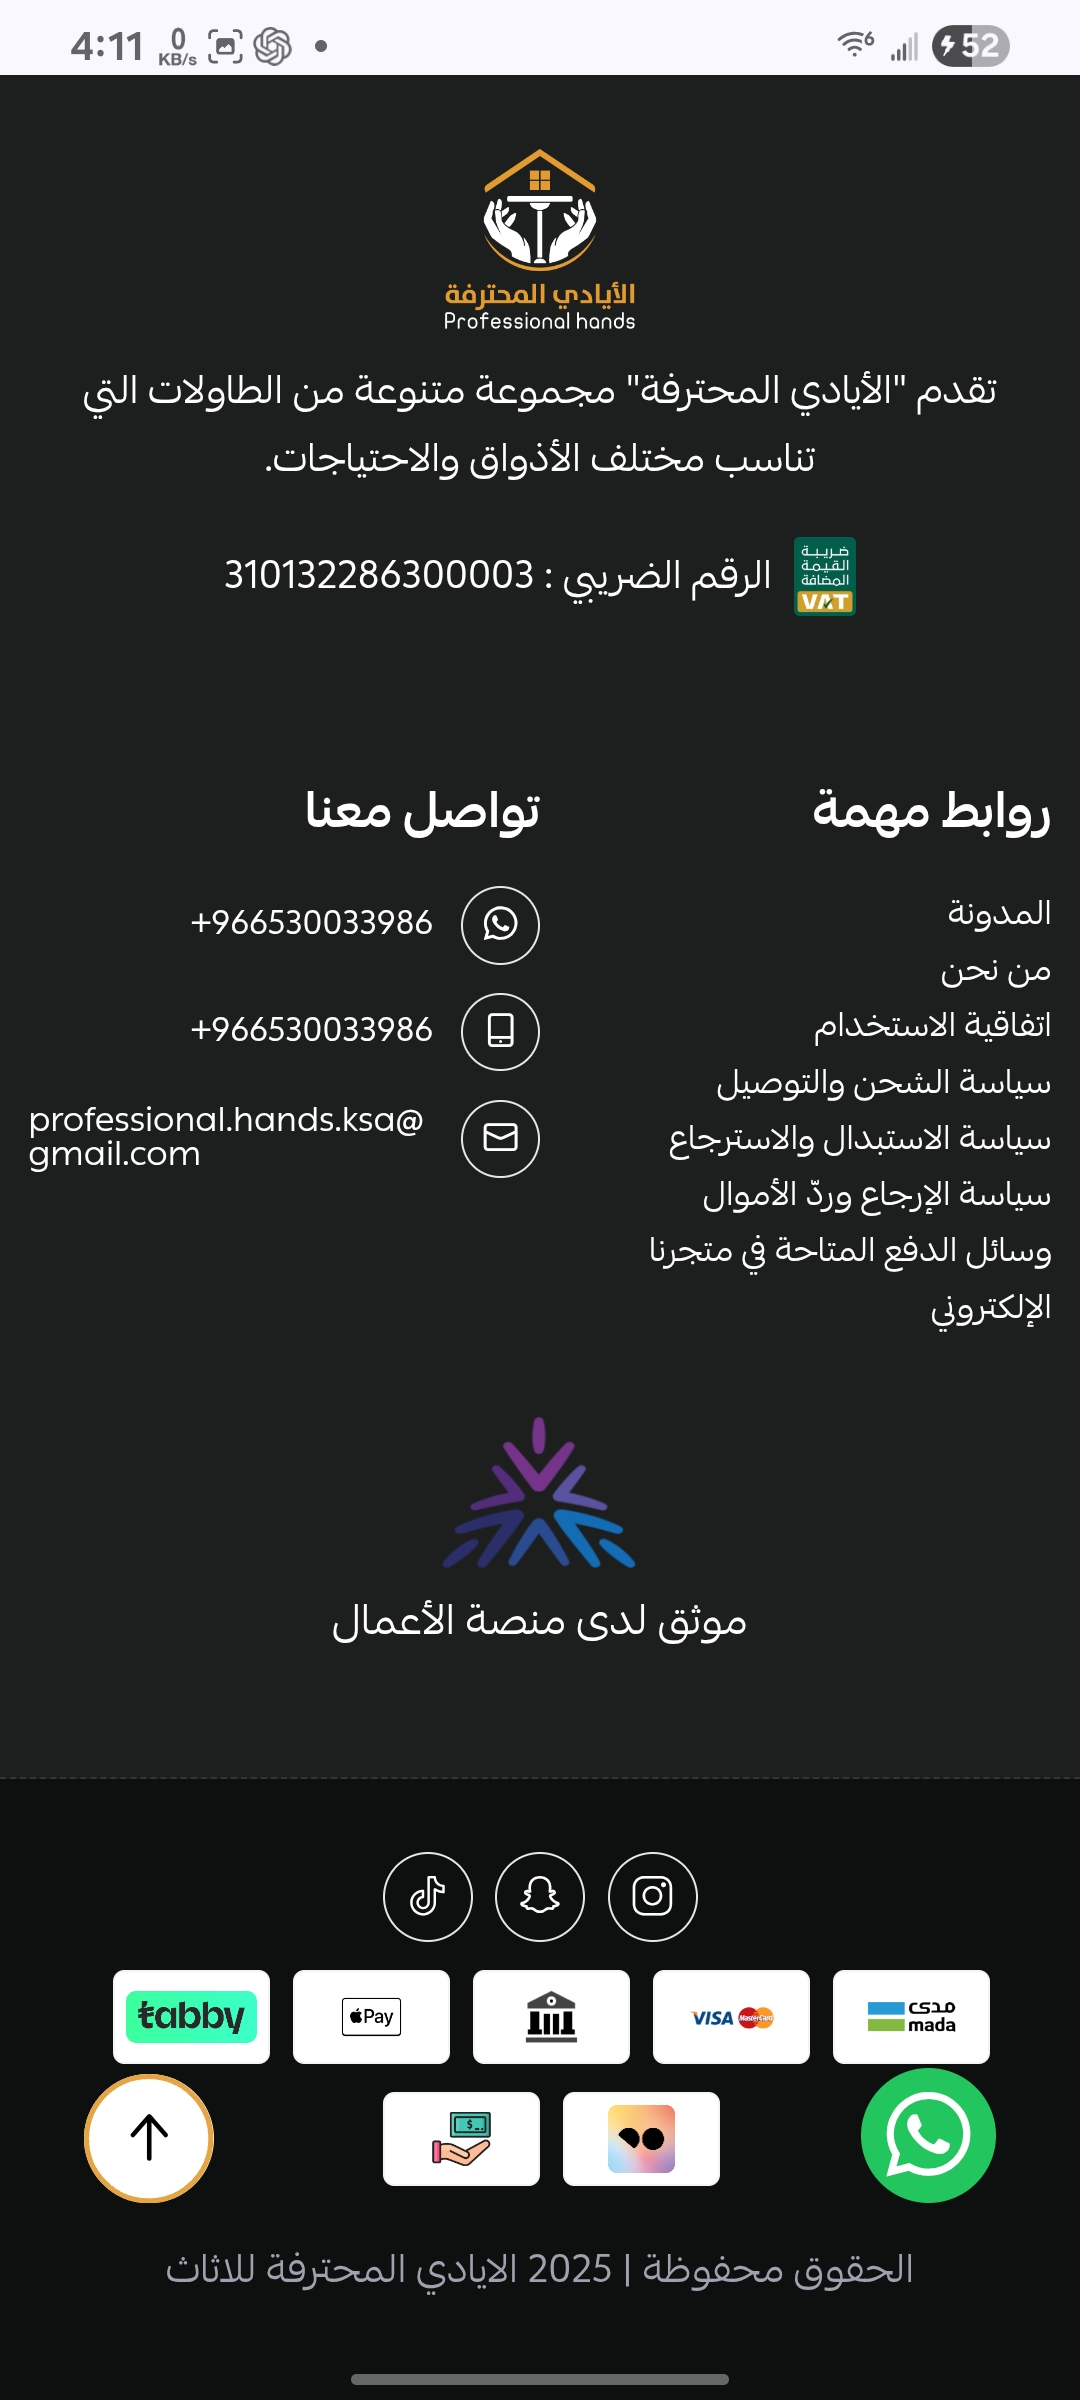 4:11
0
KB/s
6
52
الأيادي المحترفة
Professional hands
تقدم "الأيادي المحترفة" مجموعة متنوعة من الطاولات التي
تناسب مختلف الأذواق والاحتياجات.
ضريبة
القيمة
المضافة
VAT
الرقم الضريبي : 310132286300003
روابط مهمة
المدونة
من نحن
اتفاقية الاستخدام
سياسة الشحن والتوصيل
سياسة الاستبدال والاسترجاع
سياسة الإرجاع وردّ الأموال
وسائل الدفع المتاحة في متجرنا
الإلكتروني
تواصل معنا
+966530033986
+966530033986
professional.hands.ksa@
gmail.com
موثق لدى منصة الأعمال
مدى
mada
VISA MasterCard
Pay
tabby
الحقوق محفوظة | 2025 الايادي المحترفة للاثاث